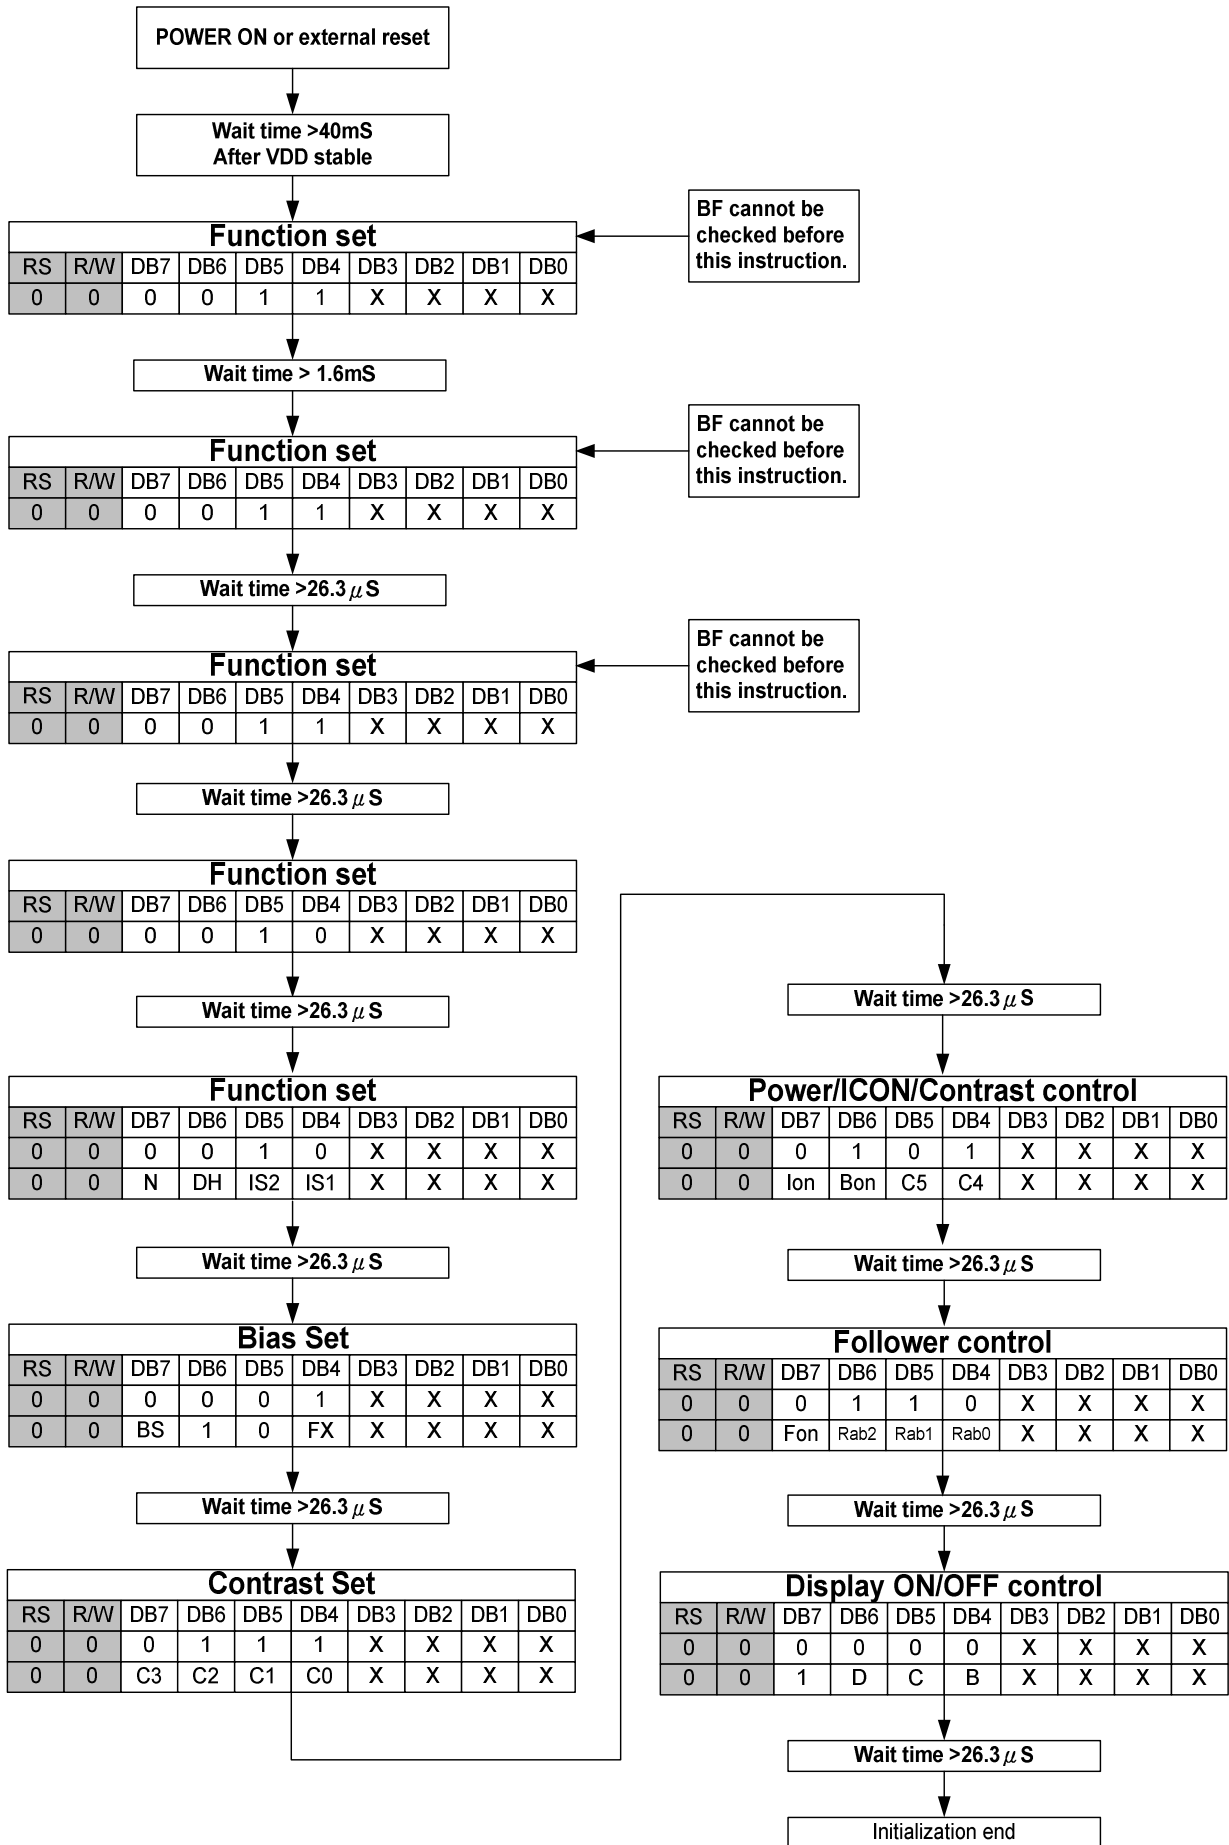 POWER ON or external reset
Wait time >40mS
After VDD stable
Function set
RS R/W DB7 DB6 DB5 DB4 DB3 DB2 DB1 DB0
0 0 0 0 1 1 X X X X
BF cannot be
checked before
this instruction.
Wait time > 1.6mS
Function set
RS R/W DB7 DB6 DB5 DB4 DB3 DB2 DB1 DB0
0 0 0 0 1 1 X X X X
BF cannot be
checked before
this instruction.
Wait time >26.3μS
Function set
RS R/W DB7 DB6 DB5 DB4 DB3 DB2 DB1 DB0
0 0 0 0 1 1 X X X X
BF cannot be
checked before
this instruction.
Wait time >26.3μS
Function set
RS R/W DB7 DB6 DB5 DB4 DB3 DB2 DB1 DB0
0 0 0 0 1 0 X X X X
Wait time >26.3μS
Function set
RS R/W DB7 DB6 DB5 DB4 DB3 DB2 DB1 DB0
0 0 0 0 1 0 X X X X
0 0 N DH IS2 IS1 X X X X
Wait time >26.3μS
Bias Set
RS R/W DB7 DB6 DB5 DB4 DB3 DB2 DB1 DB0
0 0 0 0 0 1 X X X X
0 0 BS 1 0 FX X X X X
Wait time >26.3μS
Contrast Set
RS R/W DB7 DB6 DB5 DB4 DB3 DB2 DB1 DB0
0 0 0 1 1 1 X X X X
0 0 C3 C2 C1 C0 X X X X
Wait time >26.3μS
Power/ICON/Contrast control
RS R/W DB7 DB6 DB5 DB4 DB3 DB2 DB1 DB0
0 0 0 1 0 1 X X X X
0 0 Ion Bon C5 C4 X X X X
Wait time >26.3μS
Follower control
RS R/W DB7 DB6 DB5 DB4 DB3 DB2 DB1 DB0
0 0 0 1 1 0 X X X X
0 0 Fon Rab2 Rab1 Rab0 X X X X
Wait time >26.3μS
Display ON/OFF control
RS R/W DB7 DB6 DB5 DB4 DB3 DB2 DB1 DB0
0 0 0 0 0 0 X X X X
0 0 1 D C B X X X X
Wait time >26.3μS
Initialization end